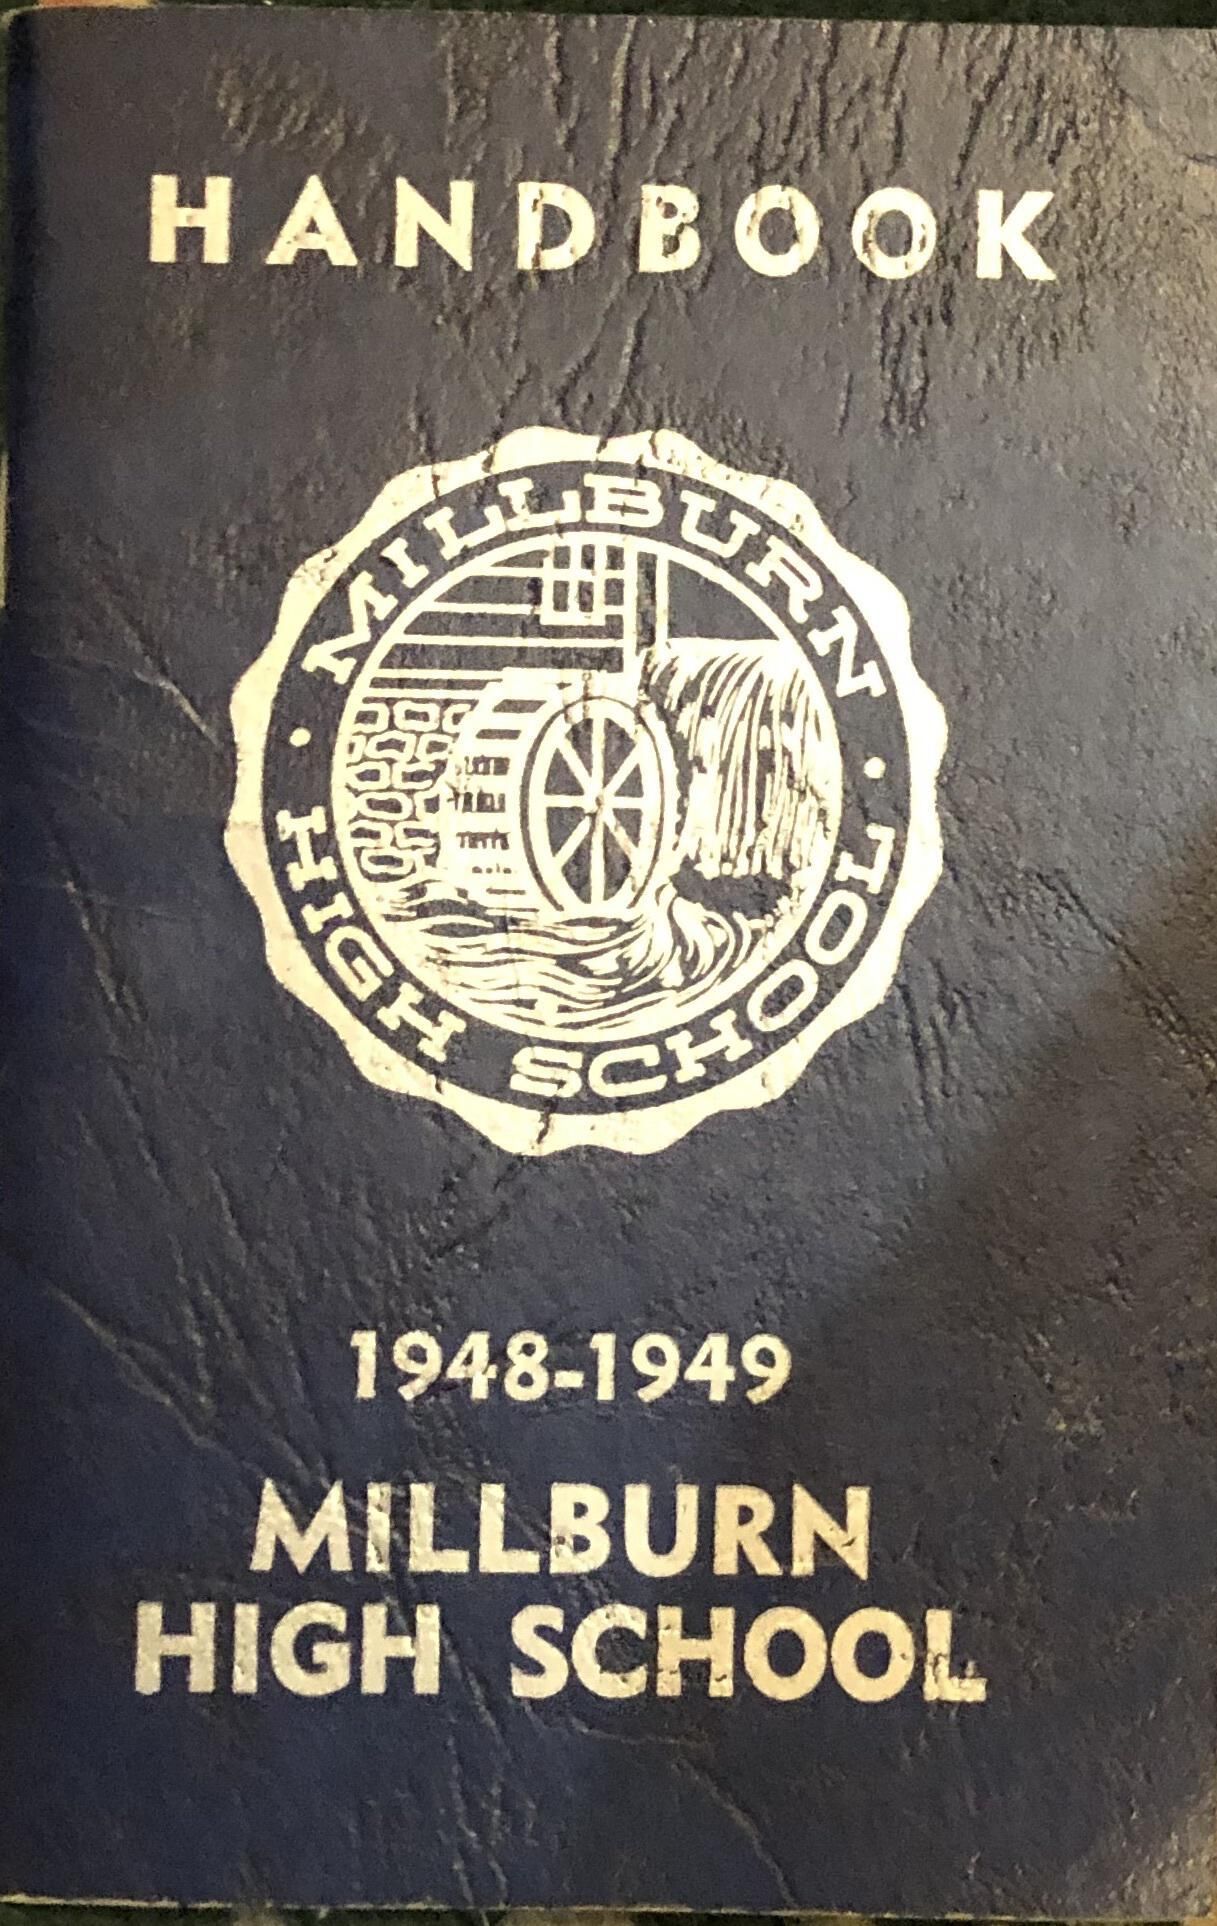 HANDBOOK
· MILLBURN ·
HIGH SCHOOL
1948-1949
MILLBURN
HIGH SCHOOL